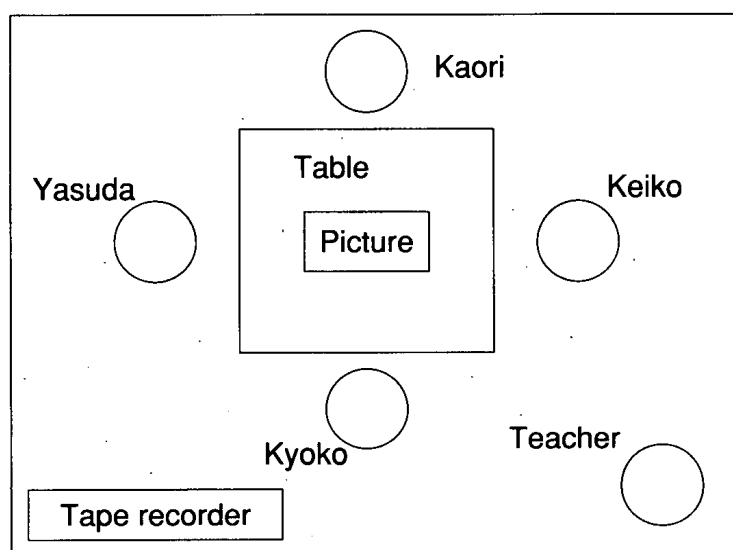 Kaori
Table
Yasuda
Keiko
Picture
Teacher
Kyoko
Tape recorder